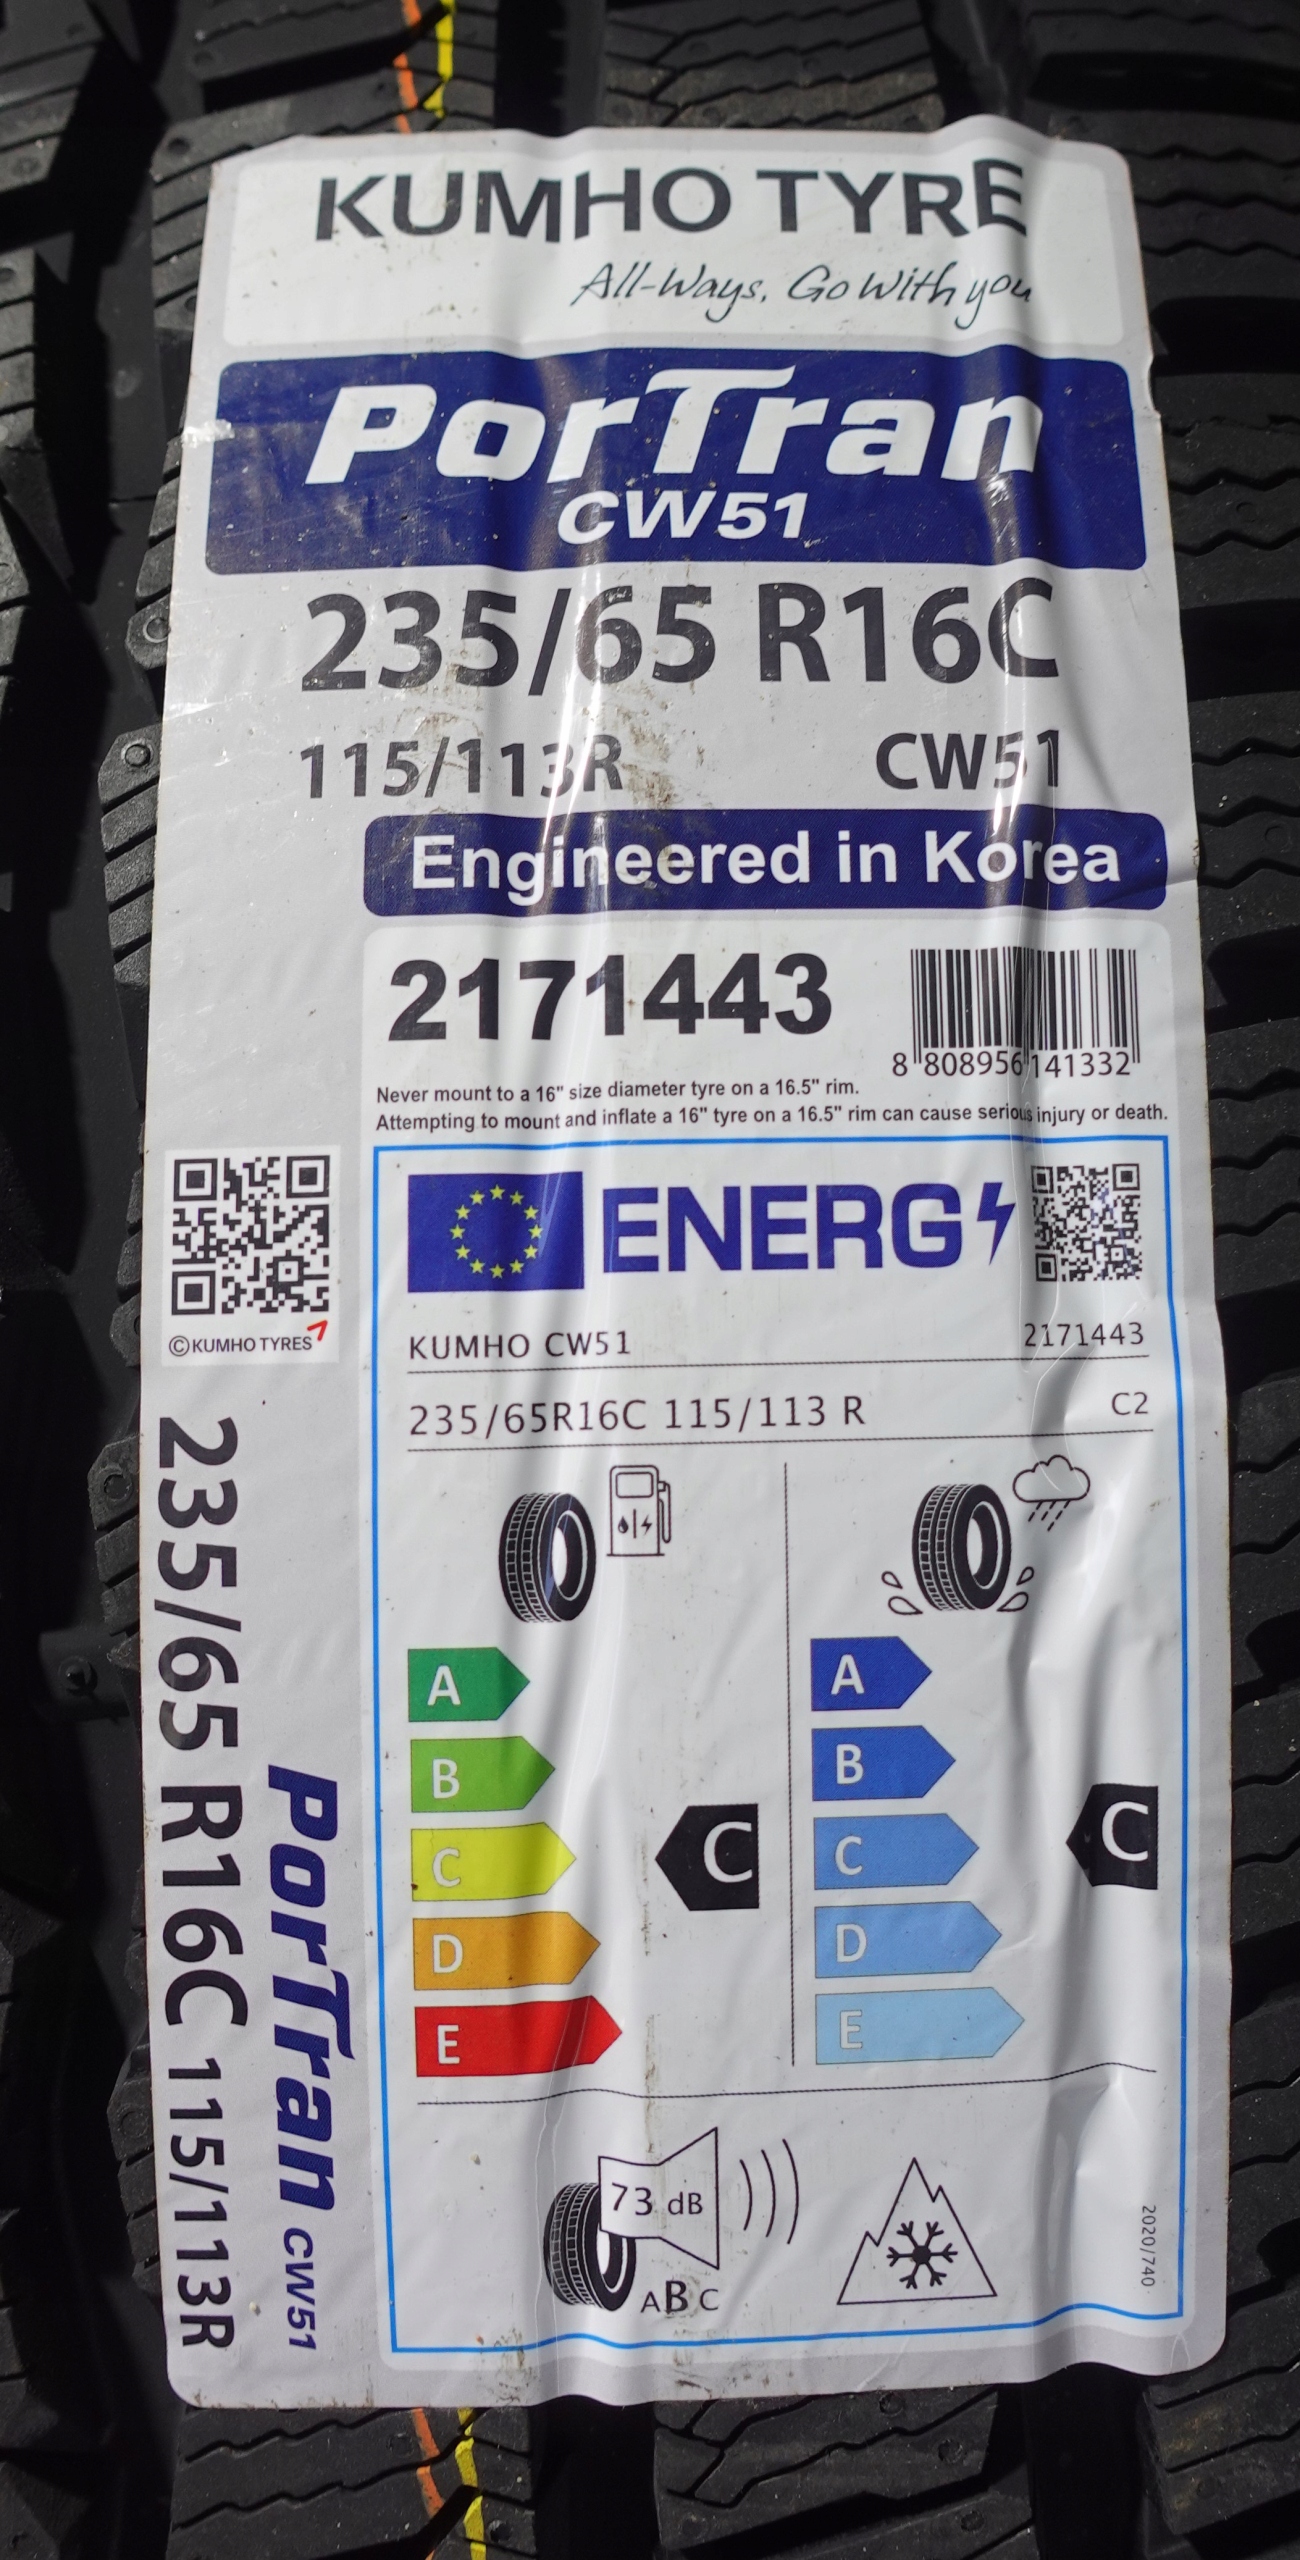 KUMHO TYRE
All-Ways, Go With you
PorTran
CW51
235/65 R16C
115/113R CW51
Engineered in Korea
2171443
8 808956 141332
Never mount to a 16" size diameter tyre on a 16.5" rim.
Attempting to mount and inflate a 16" tyre on a 16.5" rim can cause serious injury or death.
ENERG
©KUMHO TYRES
KUMHO CW51 2171443
235/65R16C 115/113 R C2
A A
B B
C C C C
D D
E E
73 dB
ABC
2020/740
235/65 R16C 115/113R
PorTran CW51